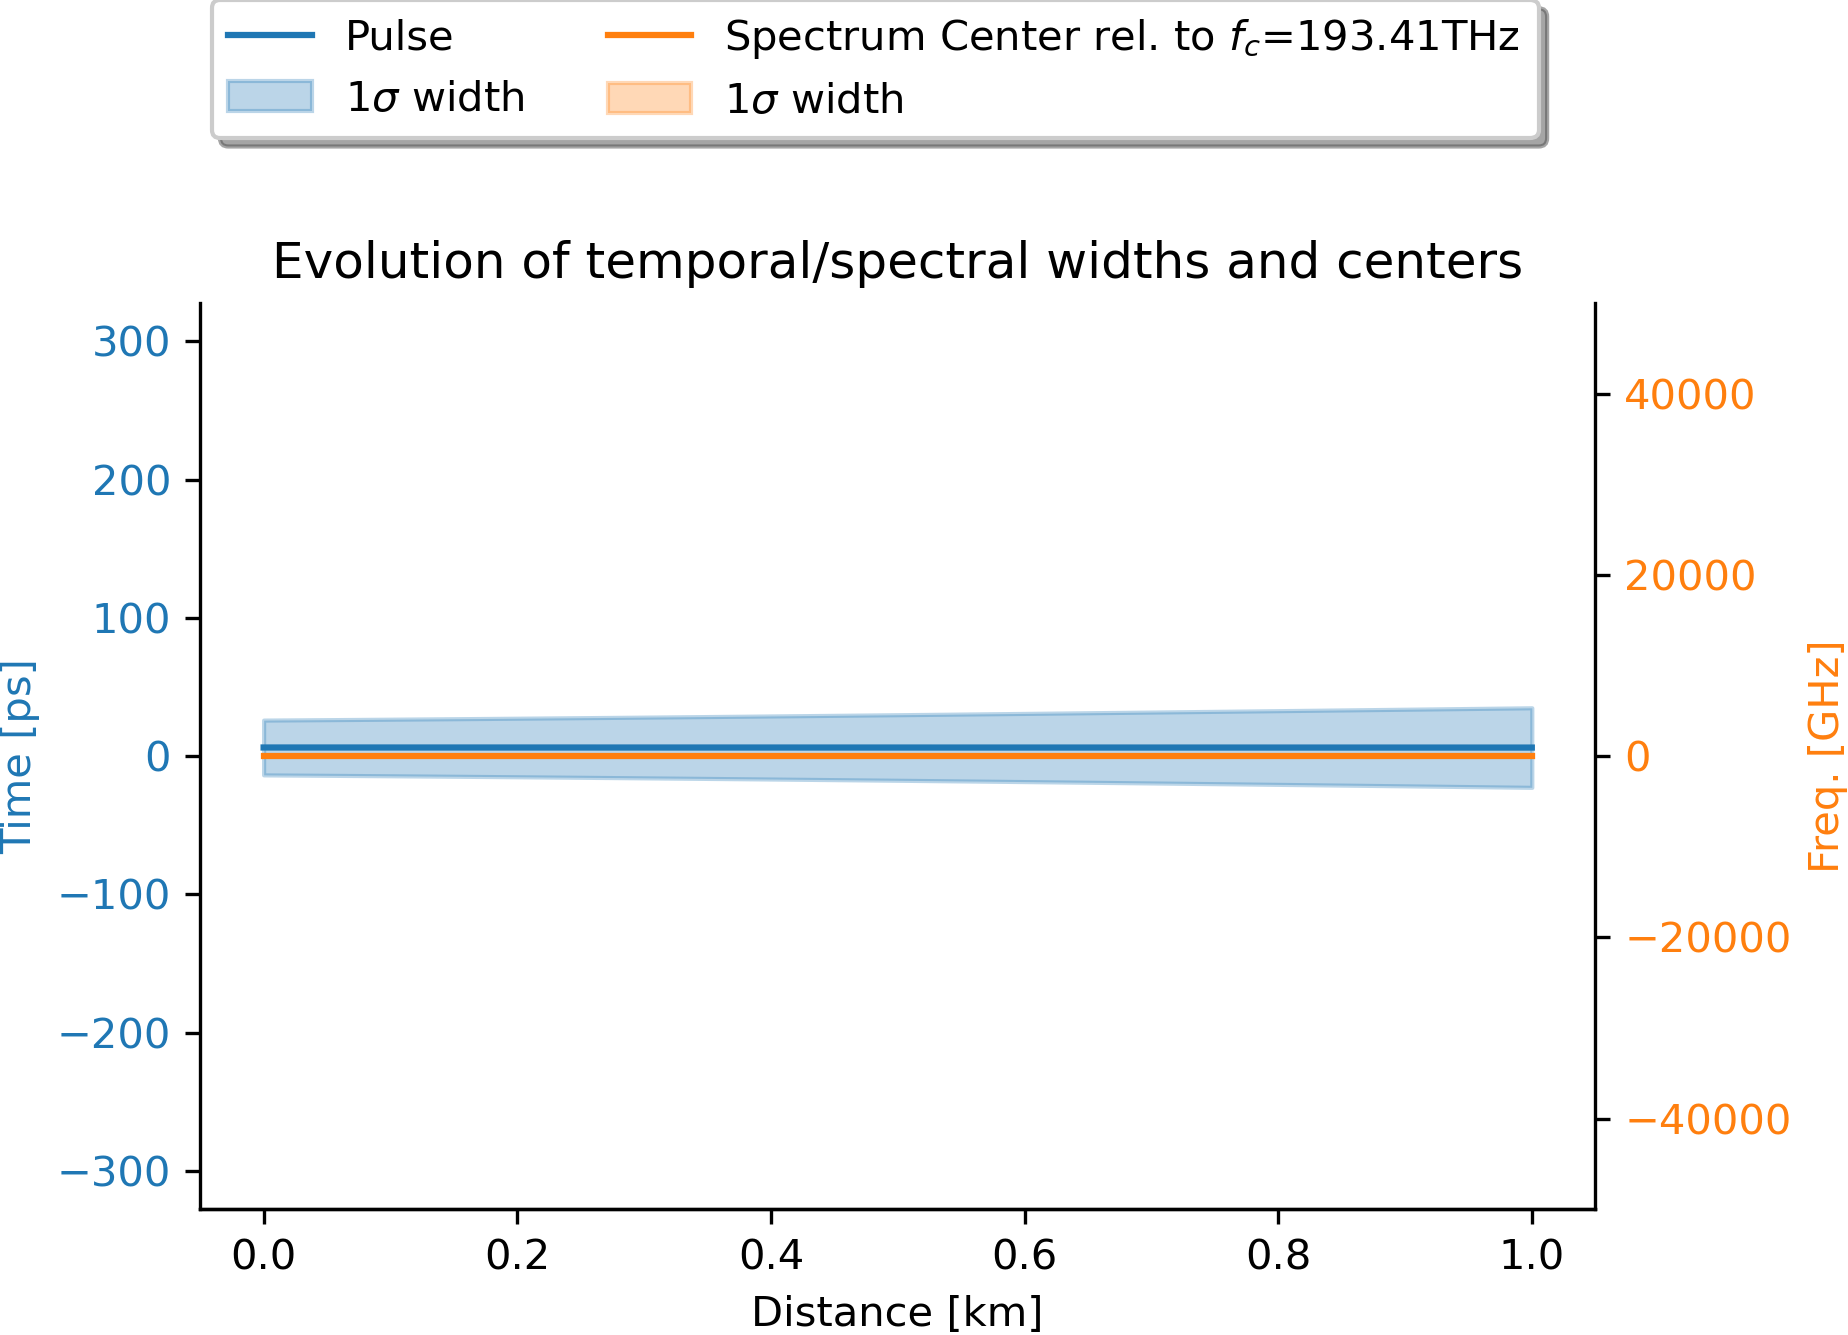 Pulse
1σ width
Spectrum Center rel. to f_c=193.41THz
1σ width
Evolution of temporal/spectral widths and centers
Time [ps]
300
200
100
0
−100
−200
−300
40000
20000
0
−20000
−40000
Freq. [GHz]
0.0 0.2 0.4 0.6 0.8 1.0
Distance [km]